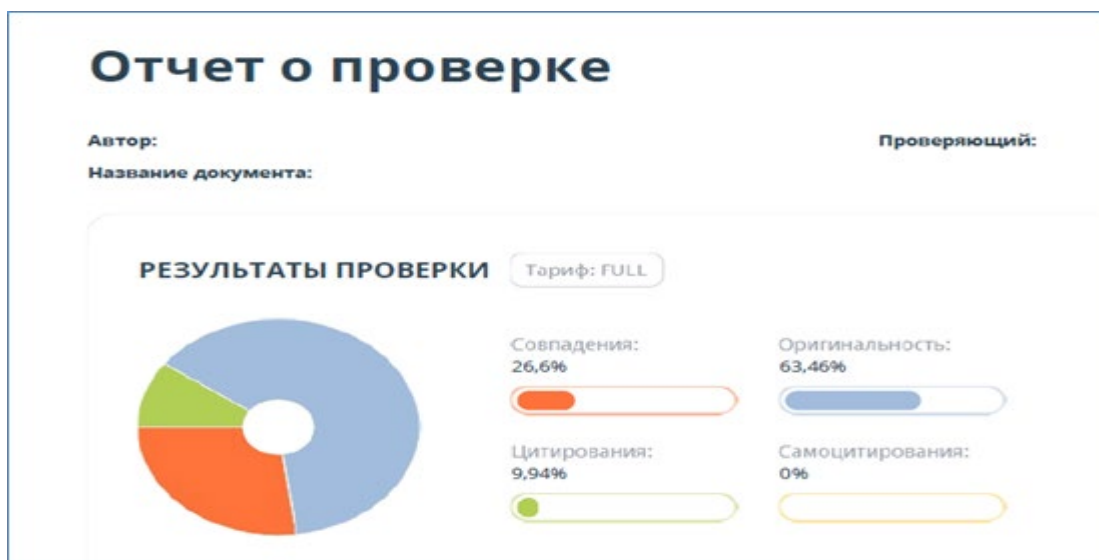 Отчет о проверке
Автор:
Проверяющий:
Название документа:
РЕЗУЛЬТАТЫ ПРОВЕРКИ
Тариф: FULL
Совпадения:
26,6%
Оригинальность:
63,46%
Цитирования:
9,94%
Самоцитирования:
0%